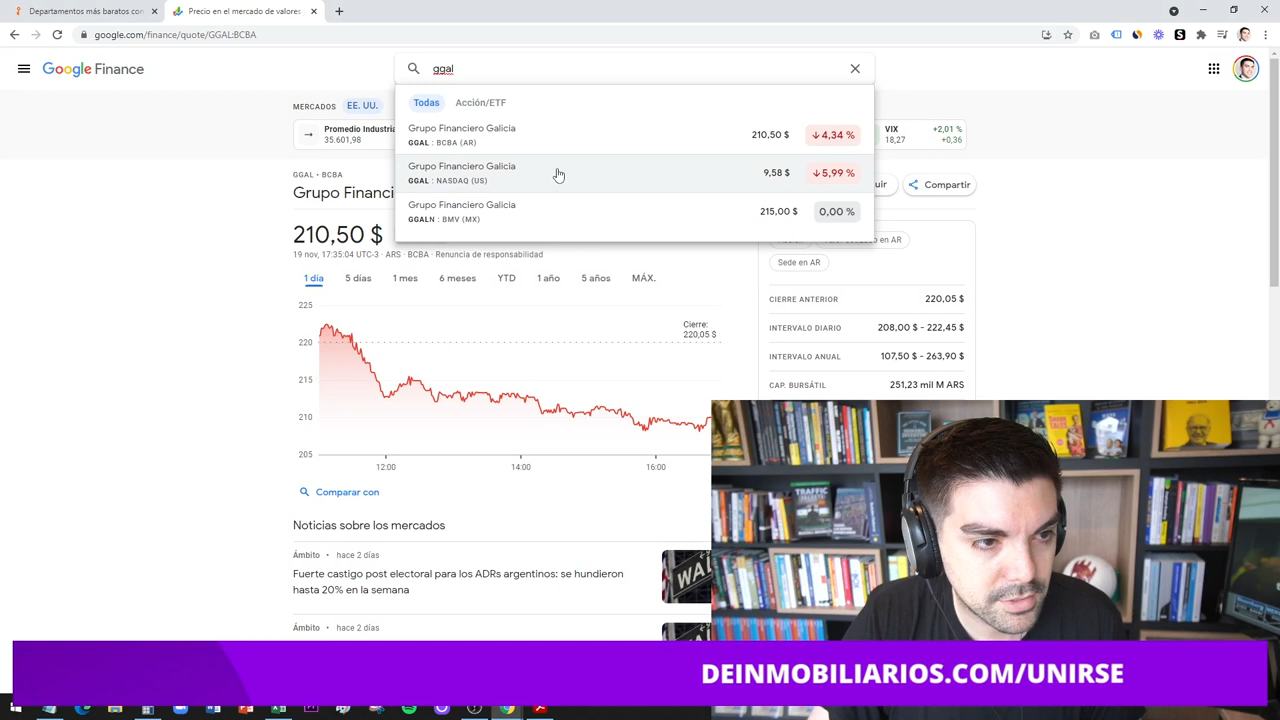 Departamentos más baratos con
Precio en el mercado de valores
google.com/finance/quote/GGAL:BCBA
Google Finance
ggal
MERCADOS
EE. UU.
Todas
Acción/ETF
Promedio Industria
35.601,98
Grupo Financiero Galicia
GGAL : BCBA (AR)
210,50 $
4,34 %
Grupo Financiero Galicia
GGAL : NASDAQ (US)
9,58 $
5,99 %
Grupo Financiero Galicia
GGALN : BMV (MX)
215,00 $
0,00 %
VIX
+2,01 %
18,27
+0,36
GGAL • BCBA
Grupo Financi
uir
Compartir
210,50 $
19 nov, 17:35:04 UTC-3 · ARS · BCBA · Renuncia de responsabilidad
Sede en AR
1 día
5 días
1 mes
6 meses
YTD
1 año
5 años
MÁX.
225
220
215
210
205
Cierre:
220,05 $
12:00
14:00
16:00
CIERRE ANTERIOR
220,05 $
INTERVALO DIARIO
208,00 $ - 222,45 $
INTERVALO ANUAL
107,50 $ - 263,90 $
CAP. BURSÁTIL
251,23 mil M ARS
Comparar con
Noticias sobre los mercados
Ámbito • hace 2 días
Fuerte castigo post electoral para los ADRs argentinos: se hundieron
hasta 20% en la semana
Ámbito • hace 2 días
WAL
TRAFFIC
DEINMOBILIARIOS.COM/UNIRSE